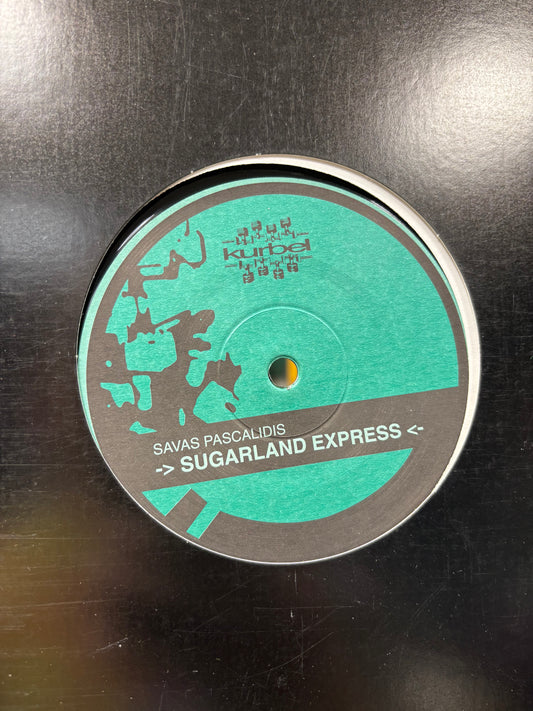 kurbel
SAVAS PASCALIDIS
-> SUGARLAND EXPRESS <-